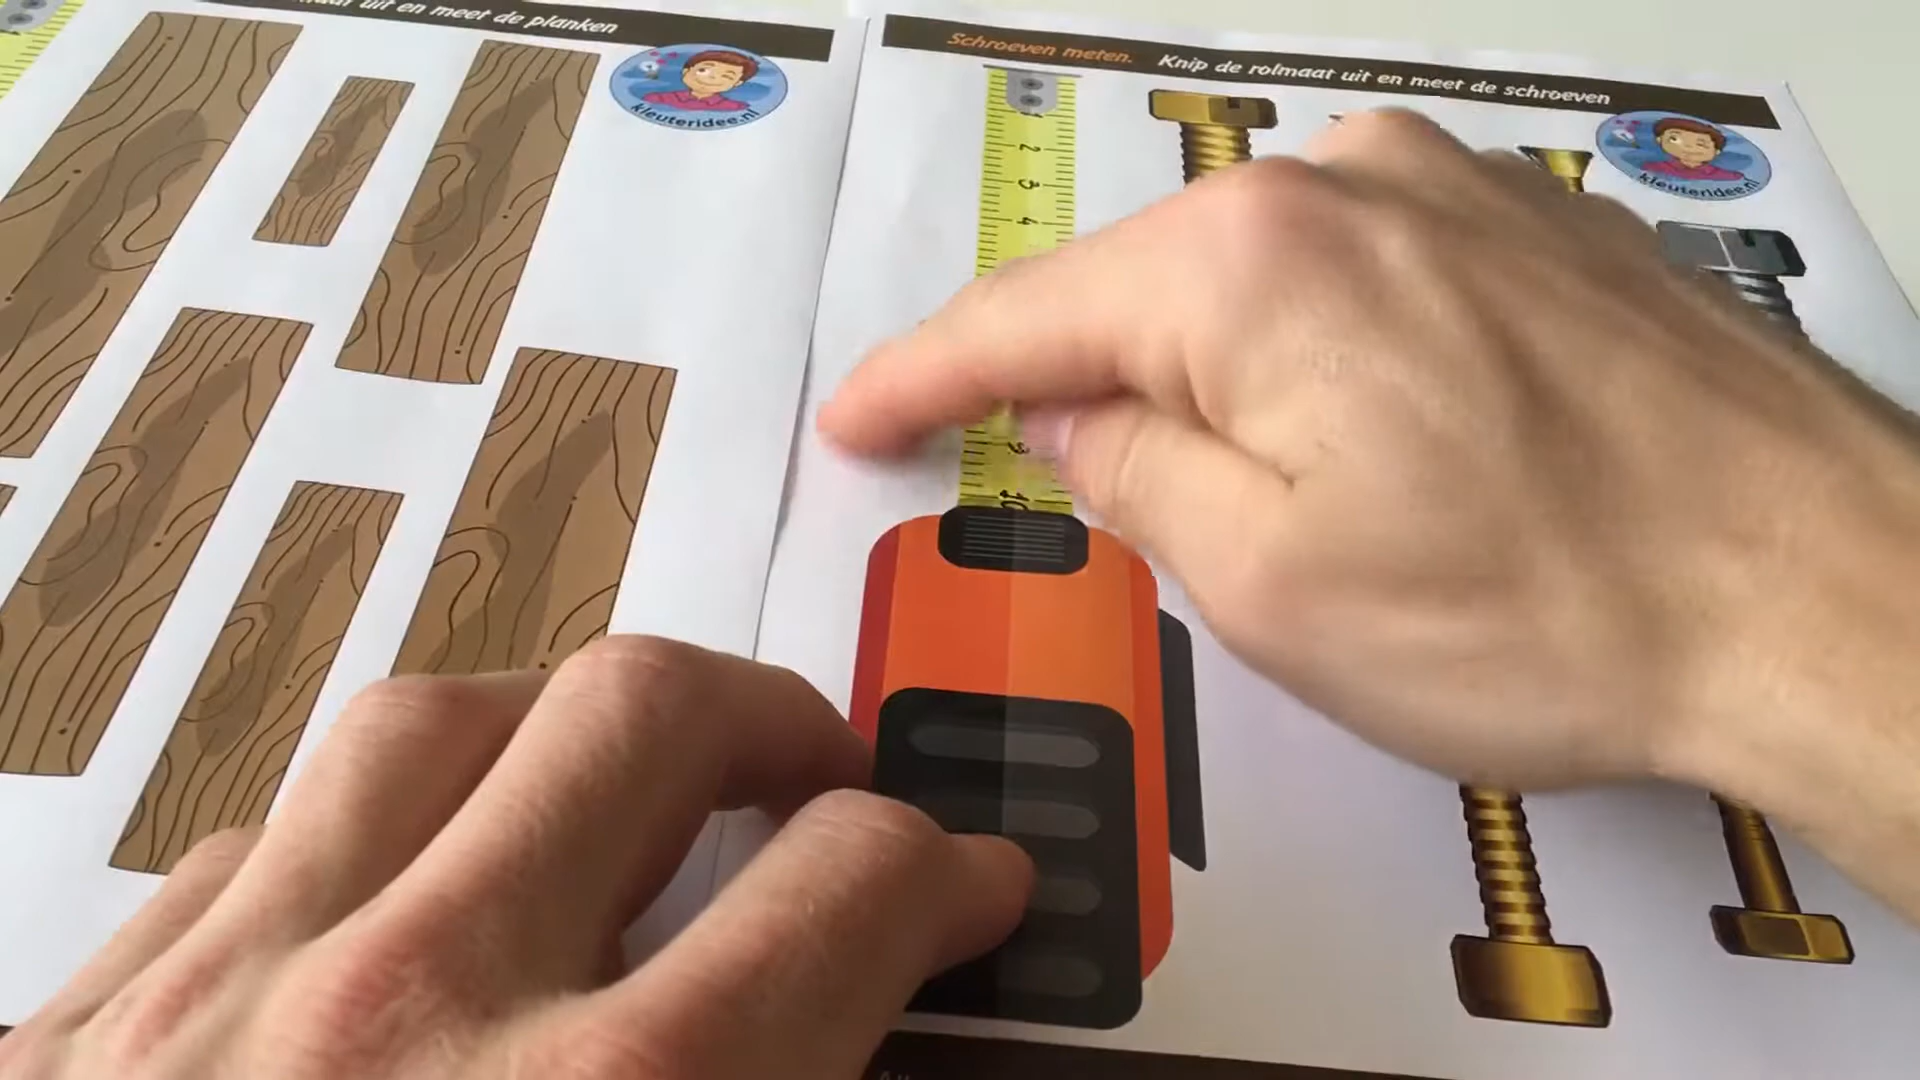 uit en meet de planken
kleuteridee.nl
Schroeven meten. Knip de rolmaat uit en meet de schroeven
kleuteridee.nl
1
2
3
4
9
10